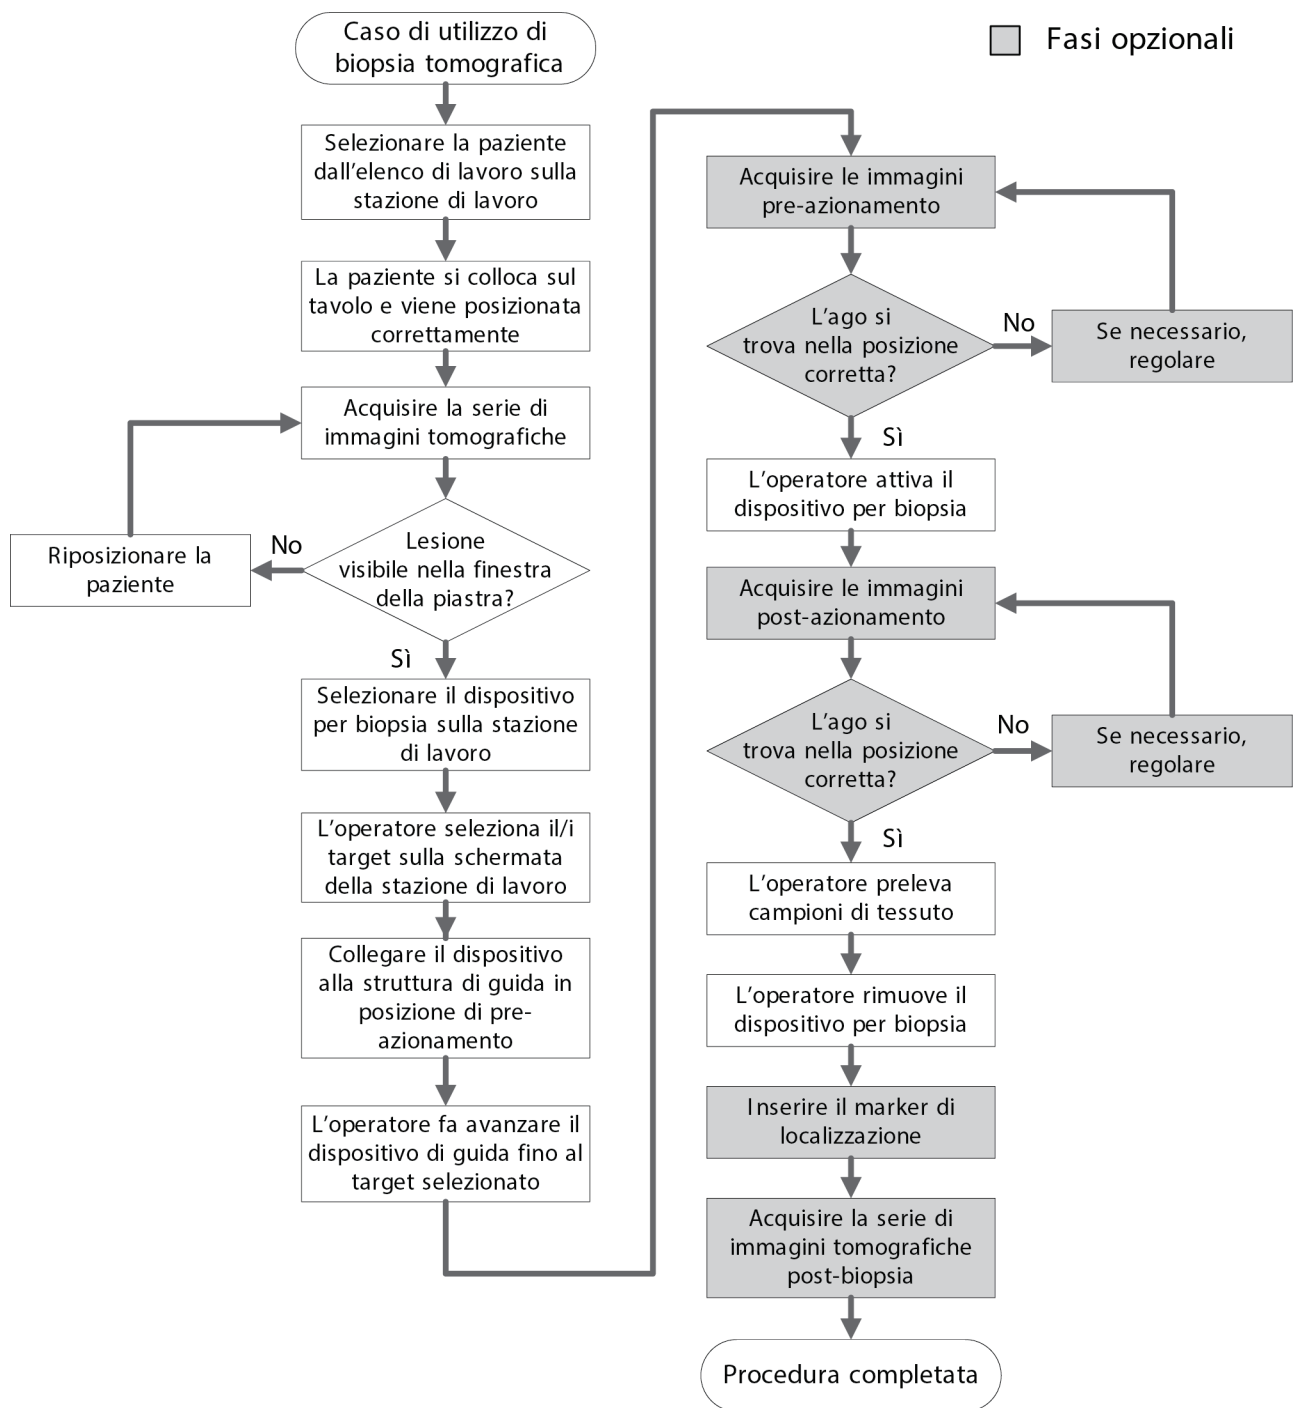 Caso di utilizzo di
biopsia tomografica
Selezionare la paziente
dall'elenco di lavoro sulla
stazione di lavoro
La paziente si colloca sul
tavolo e viene posizionata
correttamente
Acquisire la serie di
immagini tomografiche
Lesione
visibile nella finestra
della piastra?
No
Riposizionare la
paziente
Sì
Selezionare il dispositivo
per biopsia sulla stazione
di lavoro
L'operatore seleziona il/i
target sulla schermata
della stazione di lavoro
Collegare il dispositivo
alla struttura di guida in
posizione di pre-
azionamento
L'operatore fa avanzare il
dispositivo di guida fino al
target selezionato
Fasi opzionali
Acquisire le immagini
pre-azionamento
L'ago si
trova nella posizione
corretta?
No
Se necessario,
regolare
Sì
L'operatore attiva il
dispositivo per biopsia
Acquisire le immagini
post-azionamento
L'ago si
trova nella posizione
corretta?
No
Se necessario,
regolare
Sì
L'operatore preleva
campioni di tessuto
L'operatore rimuove il
dispositivo per biopsia
Inserire il marker di
localizzazione
Acquisire la serie di
immagini tomografiche
post-biopsia
Procedura completata